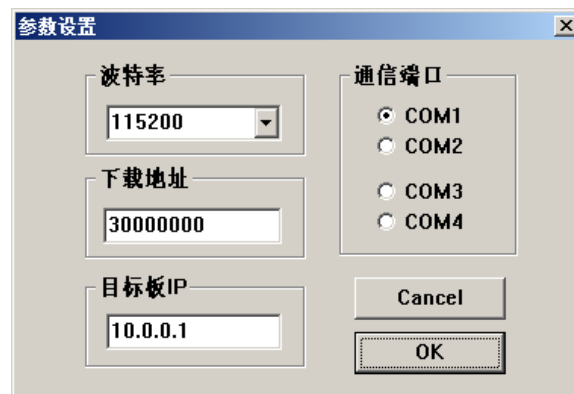 参数设置
波特率
115200
下载地址
30000000
目标板IP
10.0.0.1
通信端口
COM1
COM2
COM3
COM4
Cancel
OK